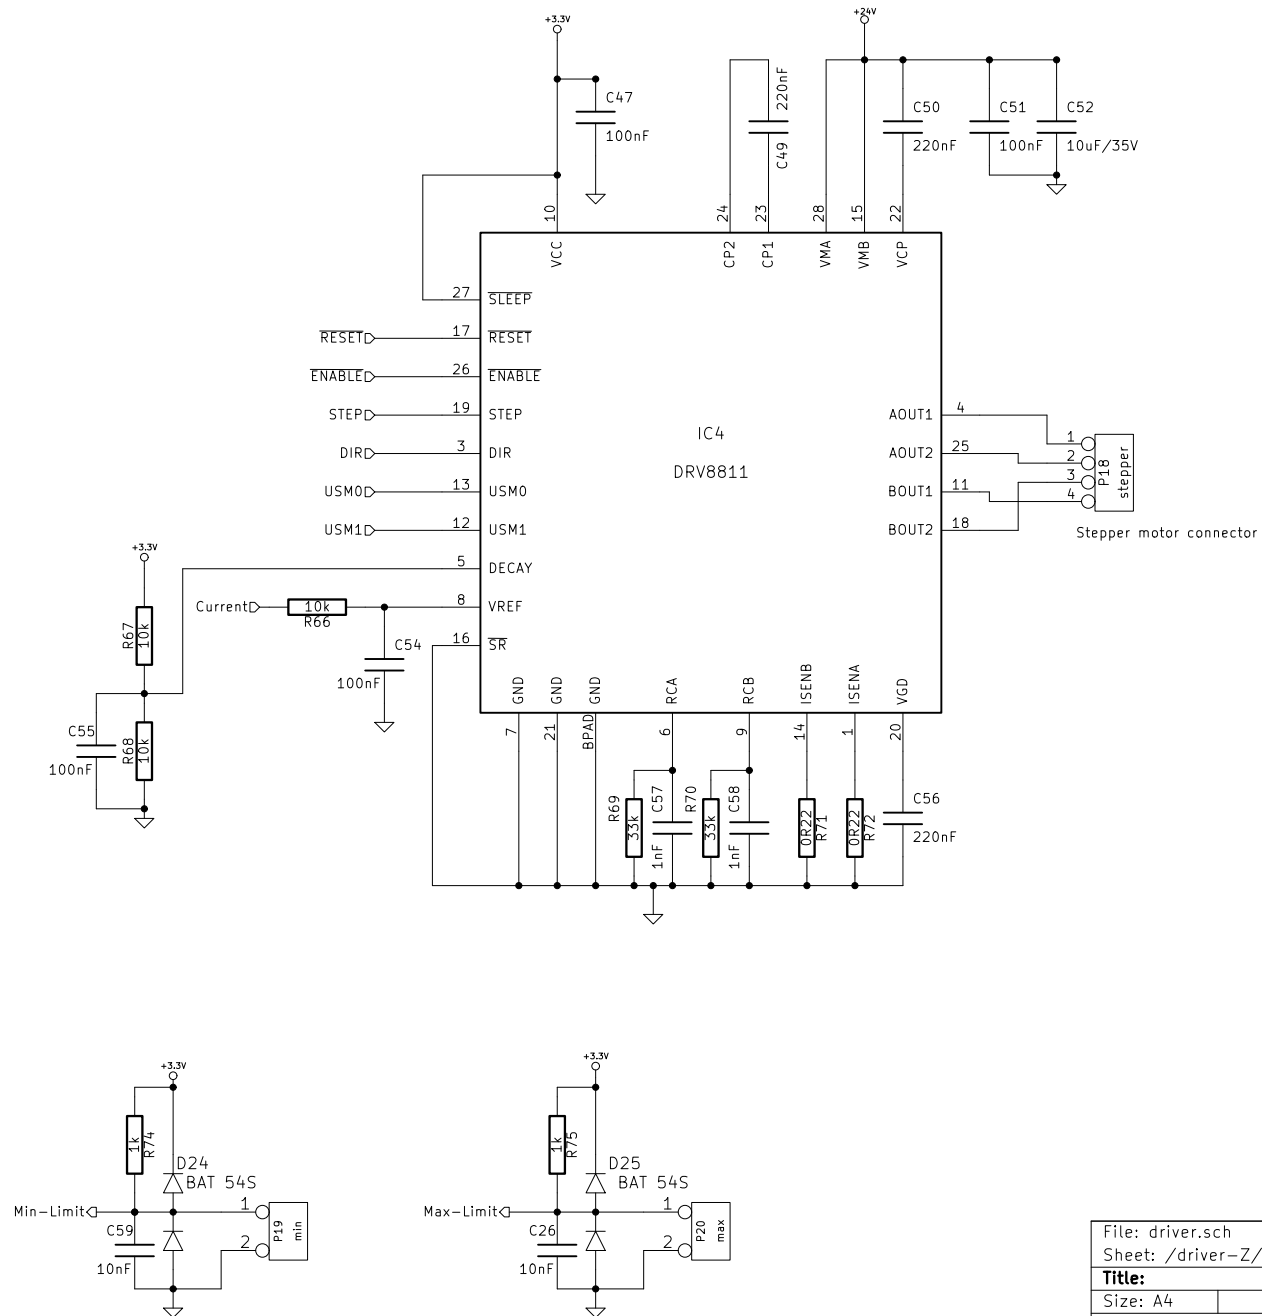 +3.3V
+24V
C47
100nF
220nF
C49
C50
220nF
C51
100nF
C52
10uF/35V
10
24
23
28
15
22
VCC
CP2
CP1
VMA
VMB
VCP
27 SLEEP
RESET 17 RESET
ENABLE 26 ENABLE
STEP 19 STEP
DIR 3 DIR
USM0 13 USM0
USM1 12 USM1
5 DECAY
Current 10k 8 VREF
R66
16 SR
IC4
DRV8811
AOUT1 4
AOUT2 25
BOUT1 11
BOUT2 18
1
2
3
4
P18
stepper
Stepper motor connector
+3.3V
R67
10k
C54
100nF
C55
100nF
R68
10k
GND
GND
GND
RCA
RCB
ISENB
ISENA
VGD
7
21
BPAD
6
9
14
1
20
R69
33k
C57
1nF
R70
33k
C58
1nF
0R22
R71
0R22
R72
C56
220nF
+3.3V
1k
R74
D24
BAT 54S
Min-Limit
C59
10nF
1
2
P19
min
+3.3V
1k
R75
D25
BAT 54S
Max-Limit
C26
10nF
1
2
P20
max
File: driver.sch
Sheet: /driver-Z/
Title:
Size: A4